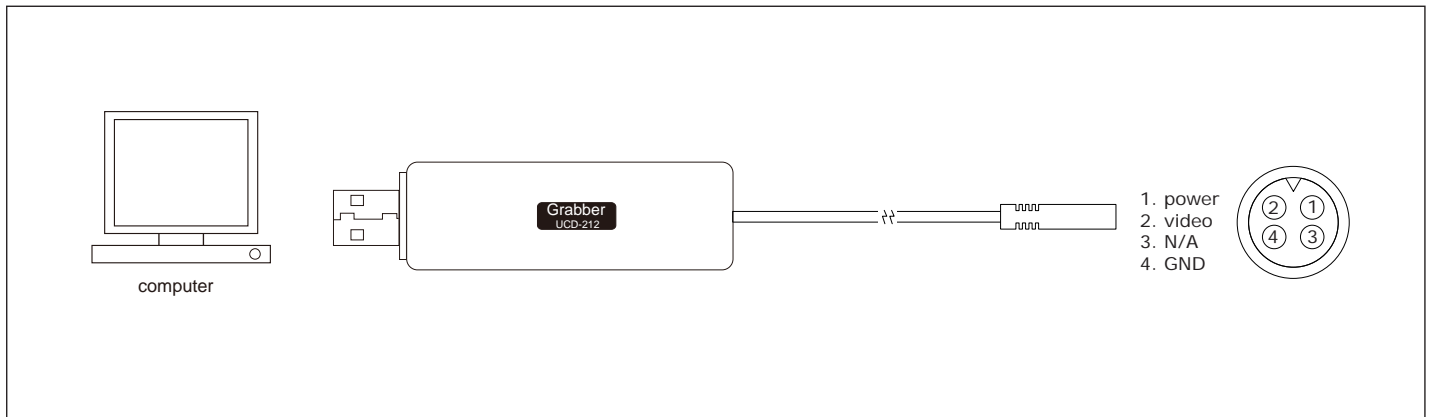 computer
Grabber
UCD-212
1. power
2. video
3. N/A
4. GND
2 1
4 3